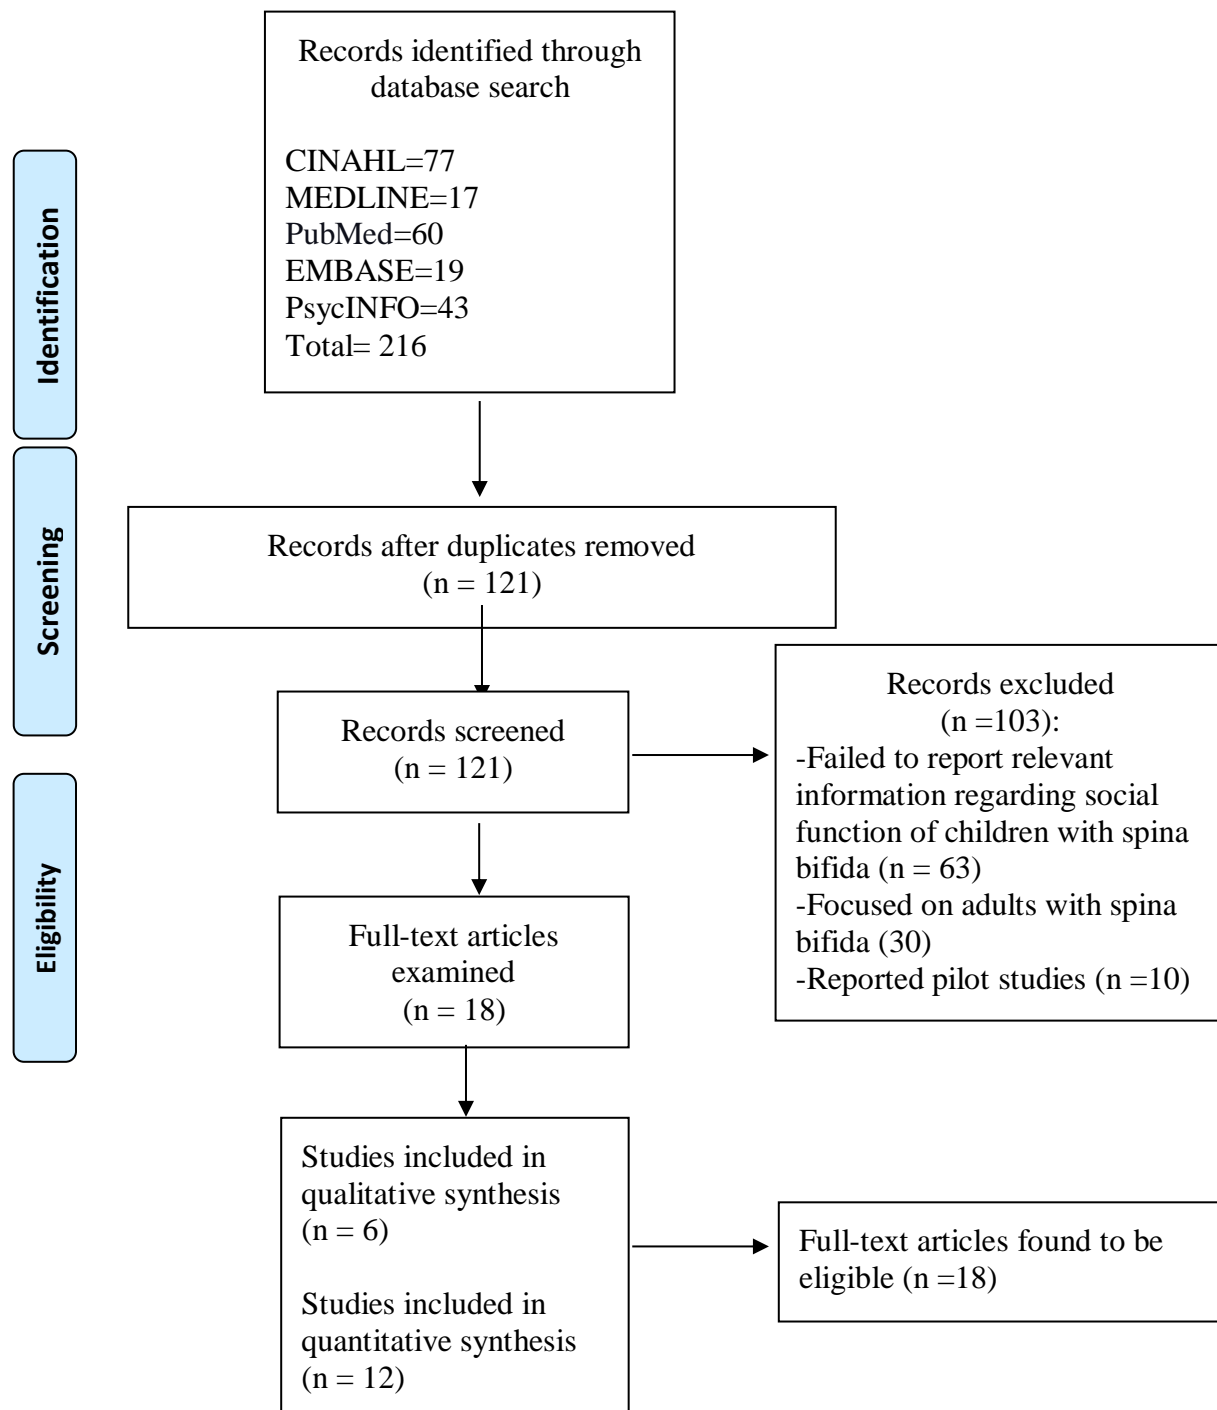 Records identified through
database search
CINAHL=77
MEDLINE=17
PubMed=60
EMBASE=19
PsycINFO=43
Total= 216
Identification
Screening
Records after duplicates removed
(n = 121)
Records screened
(n = 121)
Records excluded
(n =103):
-Failed to report relevant
information regarding social
function of children with spina
bifida (n = 63)
-Focused on adults with spina
bifida (30)
-Reported pilot studies (n =10)
Eligibility
Full-text articles
examined
(n = 18)
Studies included in
qualitative synthesis
(n = 6)
Studies included in
quantitative synthesis
(n = 12)
Full-text articles found to be
eligible (n =18)